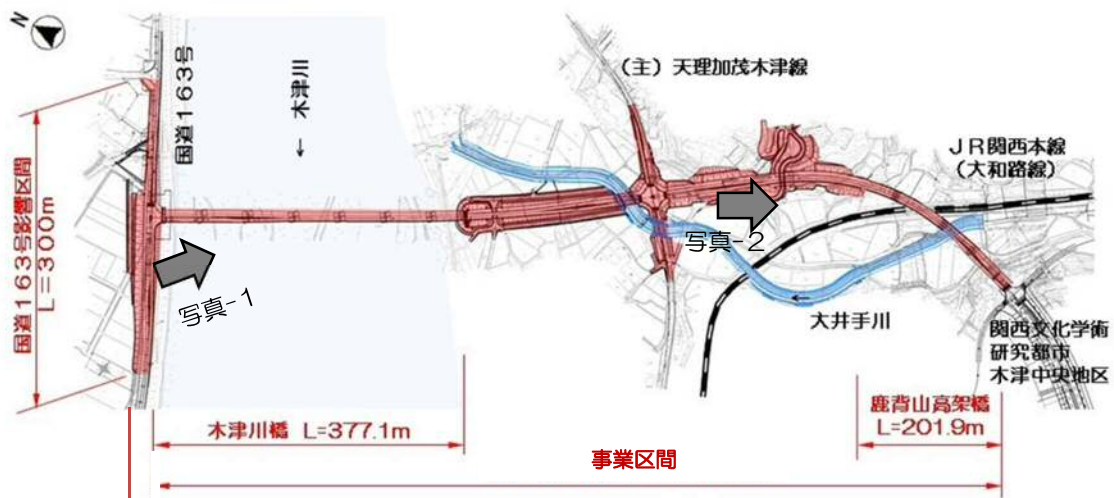 N
国道163号
木津川
←
(主)天理加茂木津線
JR関西本線
(大和路線)
国道163号影響区間
L=300m
写真-1
写真-2
大井手川
関西文化学術
研究都市
木津中央地区
木津川橋 L=377.1m
鹿背山高架橋
L=201.9m
事業区間